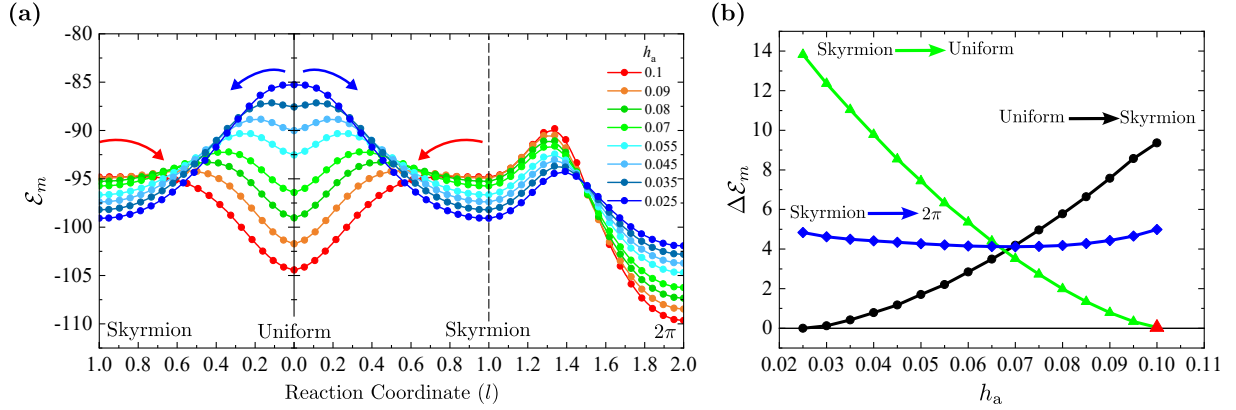 (a)
-80
-85
-90
-95
-100
-105
-110
ℰm
Skyrmion
Uniform
Skyrmion
2π
1.0 0.8 0.6 0.4 0.2 0.0 0.2 0.4 0.6 0.8 1.0 1.2 1.4 1.6 1.8 2.0
Reaction Coordinate (l)
ha
0.1
0.09
0.08
0.07
0.055
0.045
0.035
0.025
(b)
14
12
10
8
6
4
2
0
Δℰm
Skyrmion Uniform
Uniform Skyrmion
Skyrmion 2π
0.02 0.03 0.04 0.05 0.06 0.07 0.08 0.09 0.10 0.11
ha